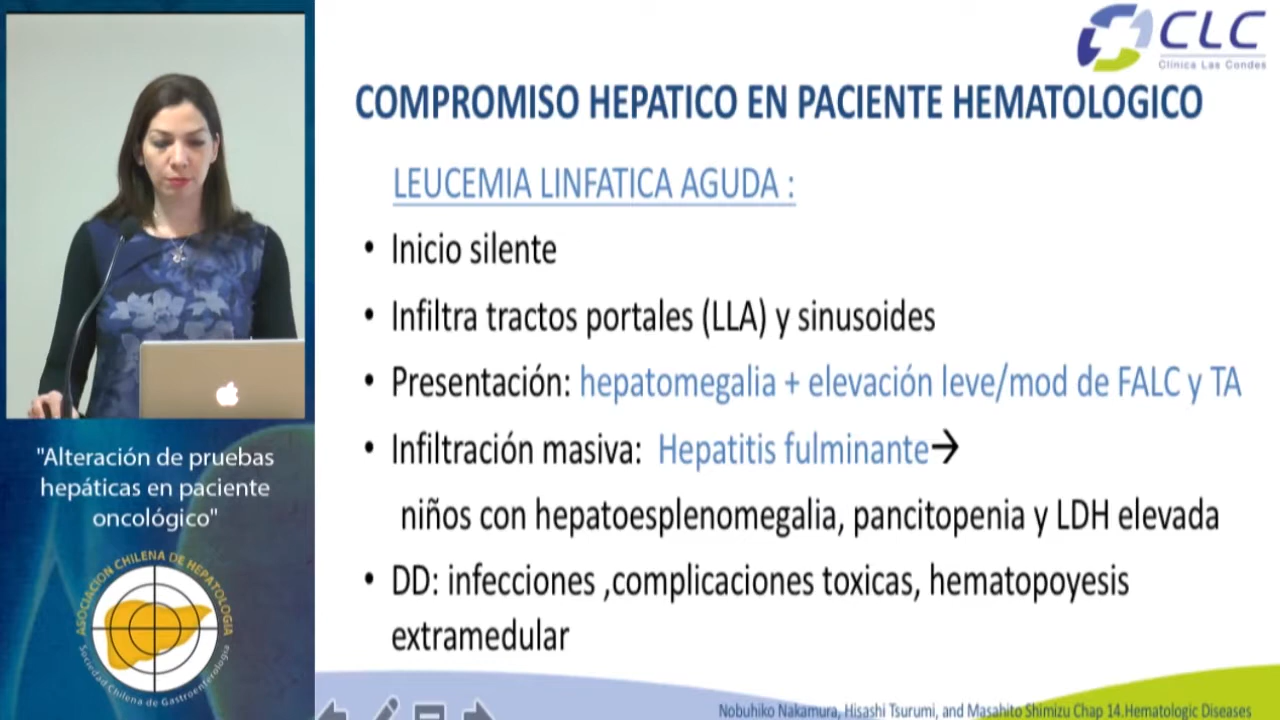 CLC
Clínica Las Condes
COMPROMISO HEPATICO EN PACIENTE HEMATOLOGICO
LEUCEMIA LINFATICA AGUDA :
• Inicio silente
• Infiltra tractos portales (LLA) y sinusoides
• Presentación: hepatomegalia + elevación leve/mod de FALC y TA
• Infiltración masiva: Hepatitis fulminante→
niños con hepatoesplenomegalia, pancitopenia y LDH elevada
• DD: infecciones ,complicaciones toxicas, hematopoyesis
extramedular
Nobuhiko Nakamura, Hisashi Tsurumi, and Masahito Shimizu Chap 14.Hematologic Diseases
"Alteración de pruebas
hepáticas en paciente
oncológico"
ASOCIACION CHILENA DE HEPATOLOGIA
Sociedad Chilena de Gastroenterología